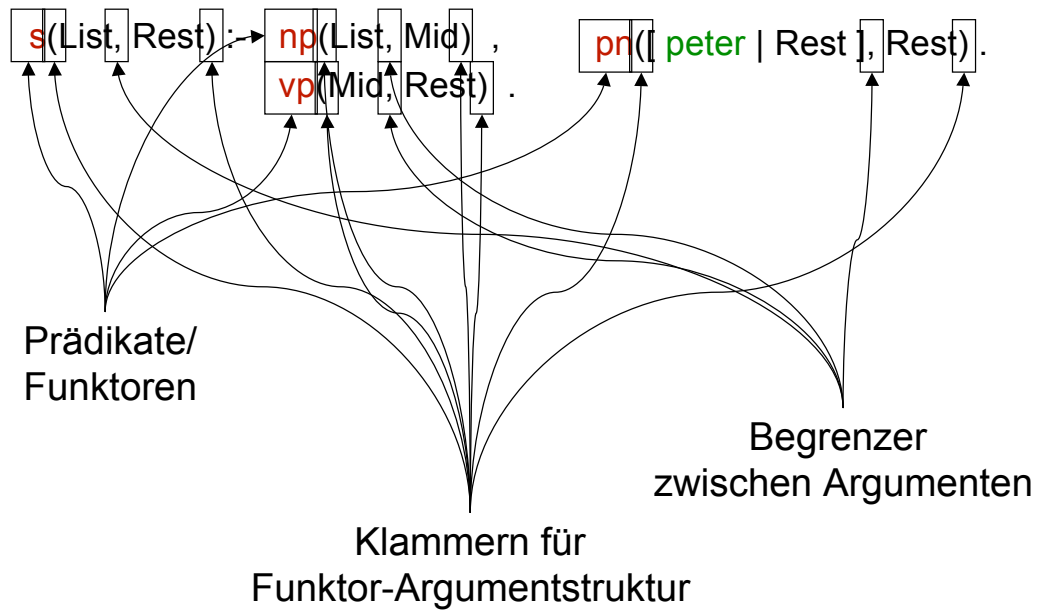 s(List, Rest) :- np(List, Mid) , pn([ peter | Rest ], Rest) .
vp(Mid, Rest) .
Prädikate/
Funktoren
Begrenzer
zwischen Argumenten
Klammern für
Funktor-Argumentstruktur